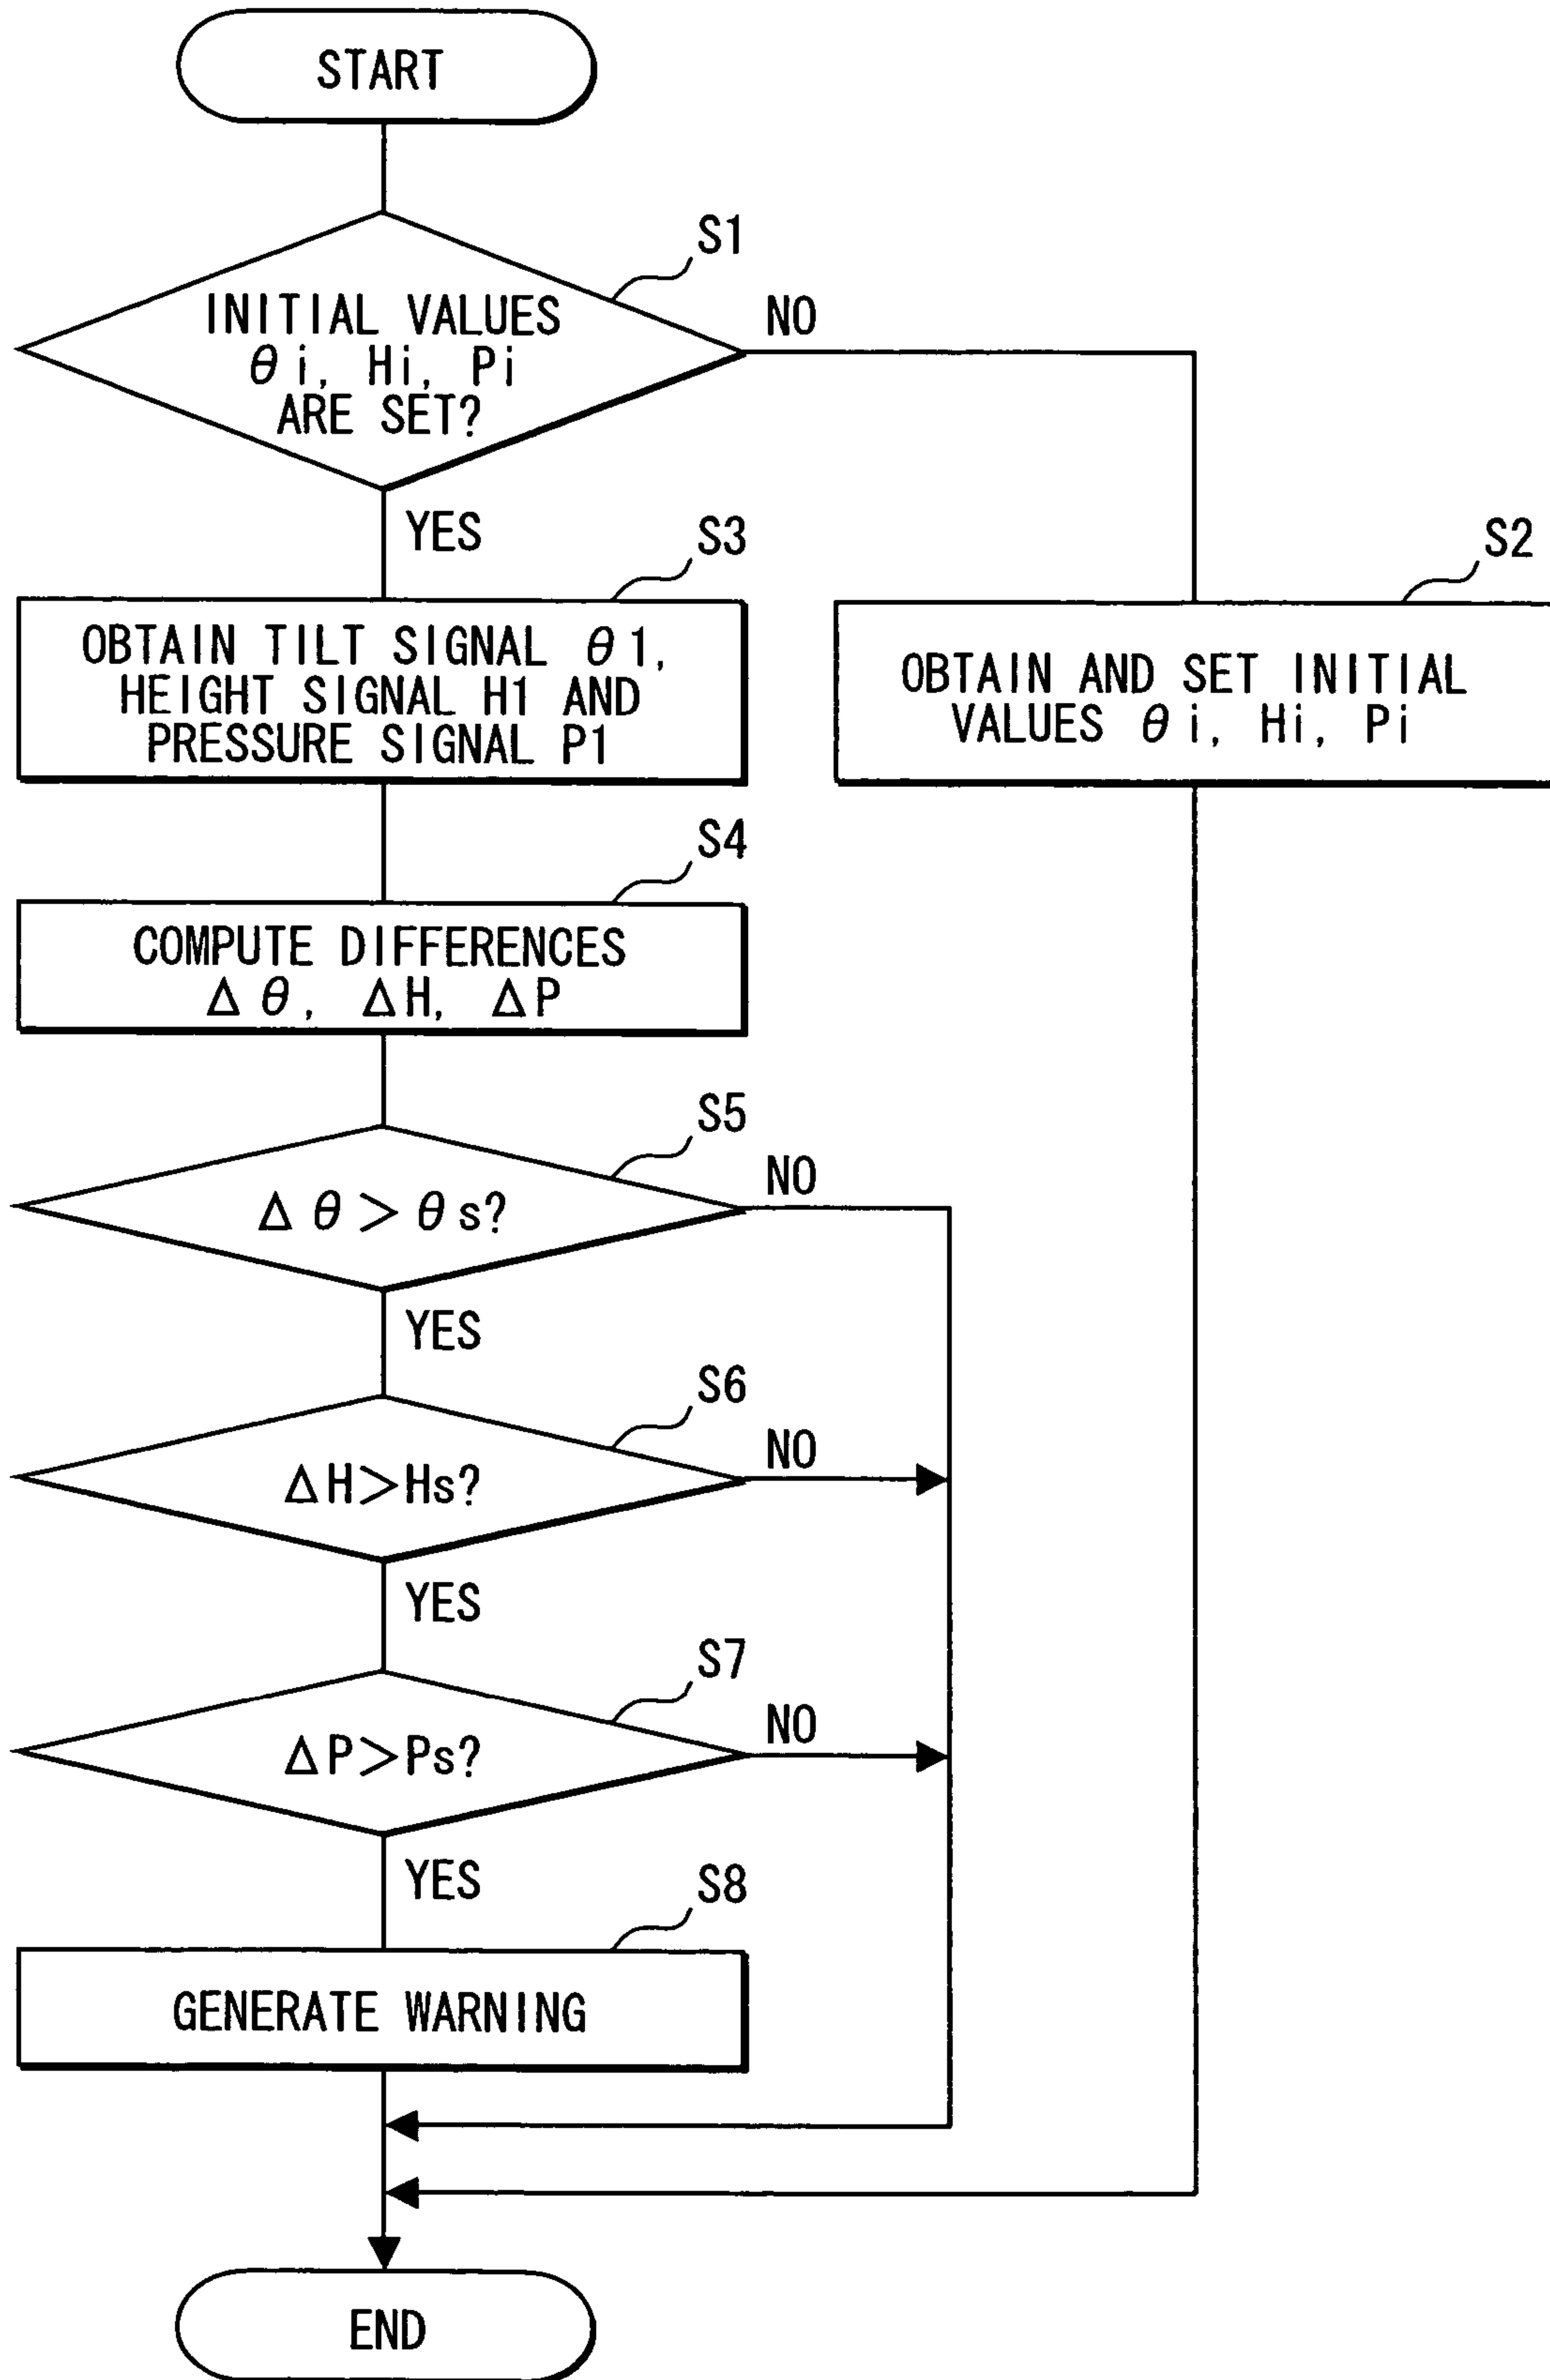 START
S1
INITIAL VALUES
θi, Hi, Pi
ARE SET?
NO
YES
S3
OBTAIN TILT SIGNAL θ1,
HEIGHT SIGNAL H1 AND
PRESSURE SIGNAL P1
S2
OBTAIN AND SET INITIAL
VALUES θi, Hi, Pi
S4
COMPUTE DIFFERENCES
Δθ, ΔH, ΔP
S5
Δθ>θs?
NO
YES
S6
ΔH>Hs?
NO
YES
S7
ΔP>Ps?
NO
YES
S8
GENERATE WARNING
END